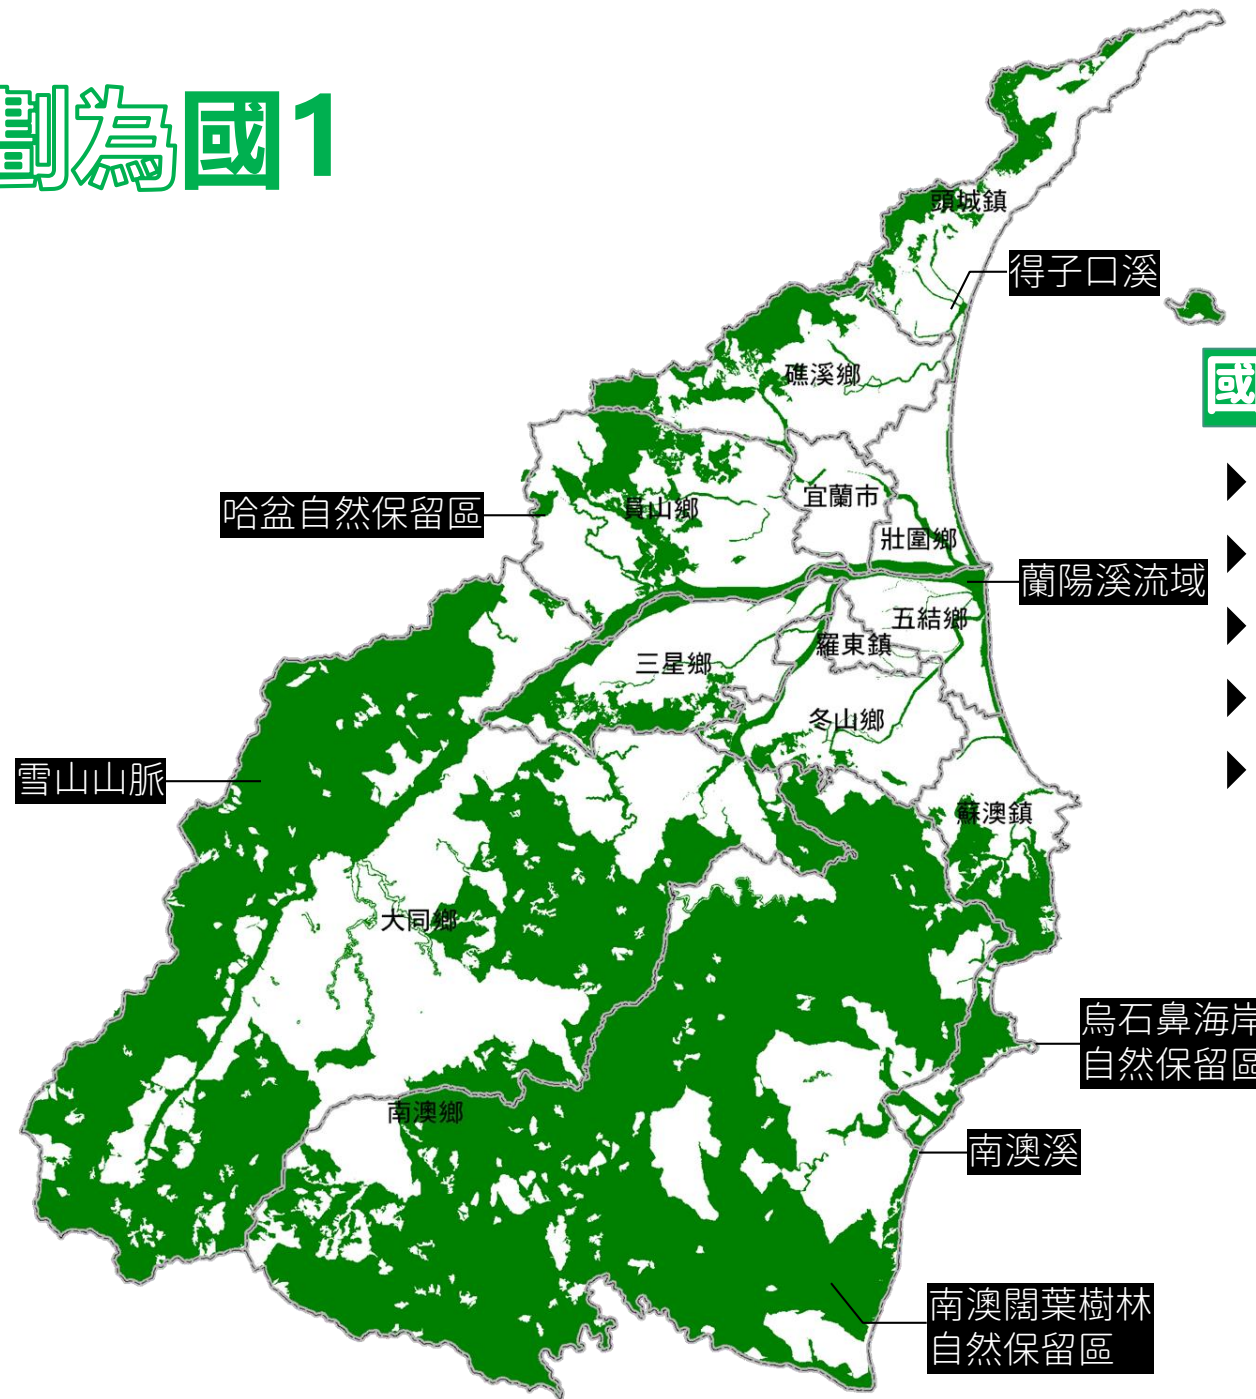 劃為國1
頭城鎮
得子口溪
國
礁溪鄉
哈盆自然保留區
員山鄉
宜蘭市
壯圍鄉
蘭陽溪流域
五結鄉
羅東鎮
三星鄉
冬山鄉
雪山山脈
蘇澳鎮
大同鄉
烏石鼻海岸
自然保留區
南澳鄉
南澳溪
南澳闊葉樹林
自然保留區